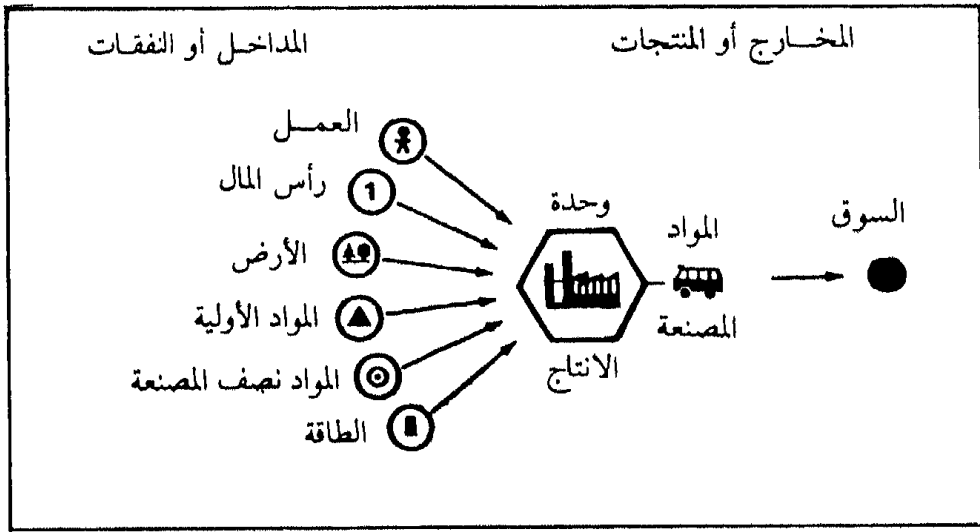 المخارج أو المنتجات
المداخل أو النفقات
العمل
رأس المال
1
الأرض
المواد الأولية
المواد نصف المصنعة
الطاقة
وحدة
الانتاج
المواد
المصنعة
السوق